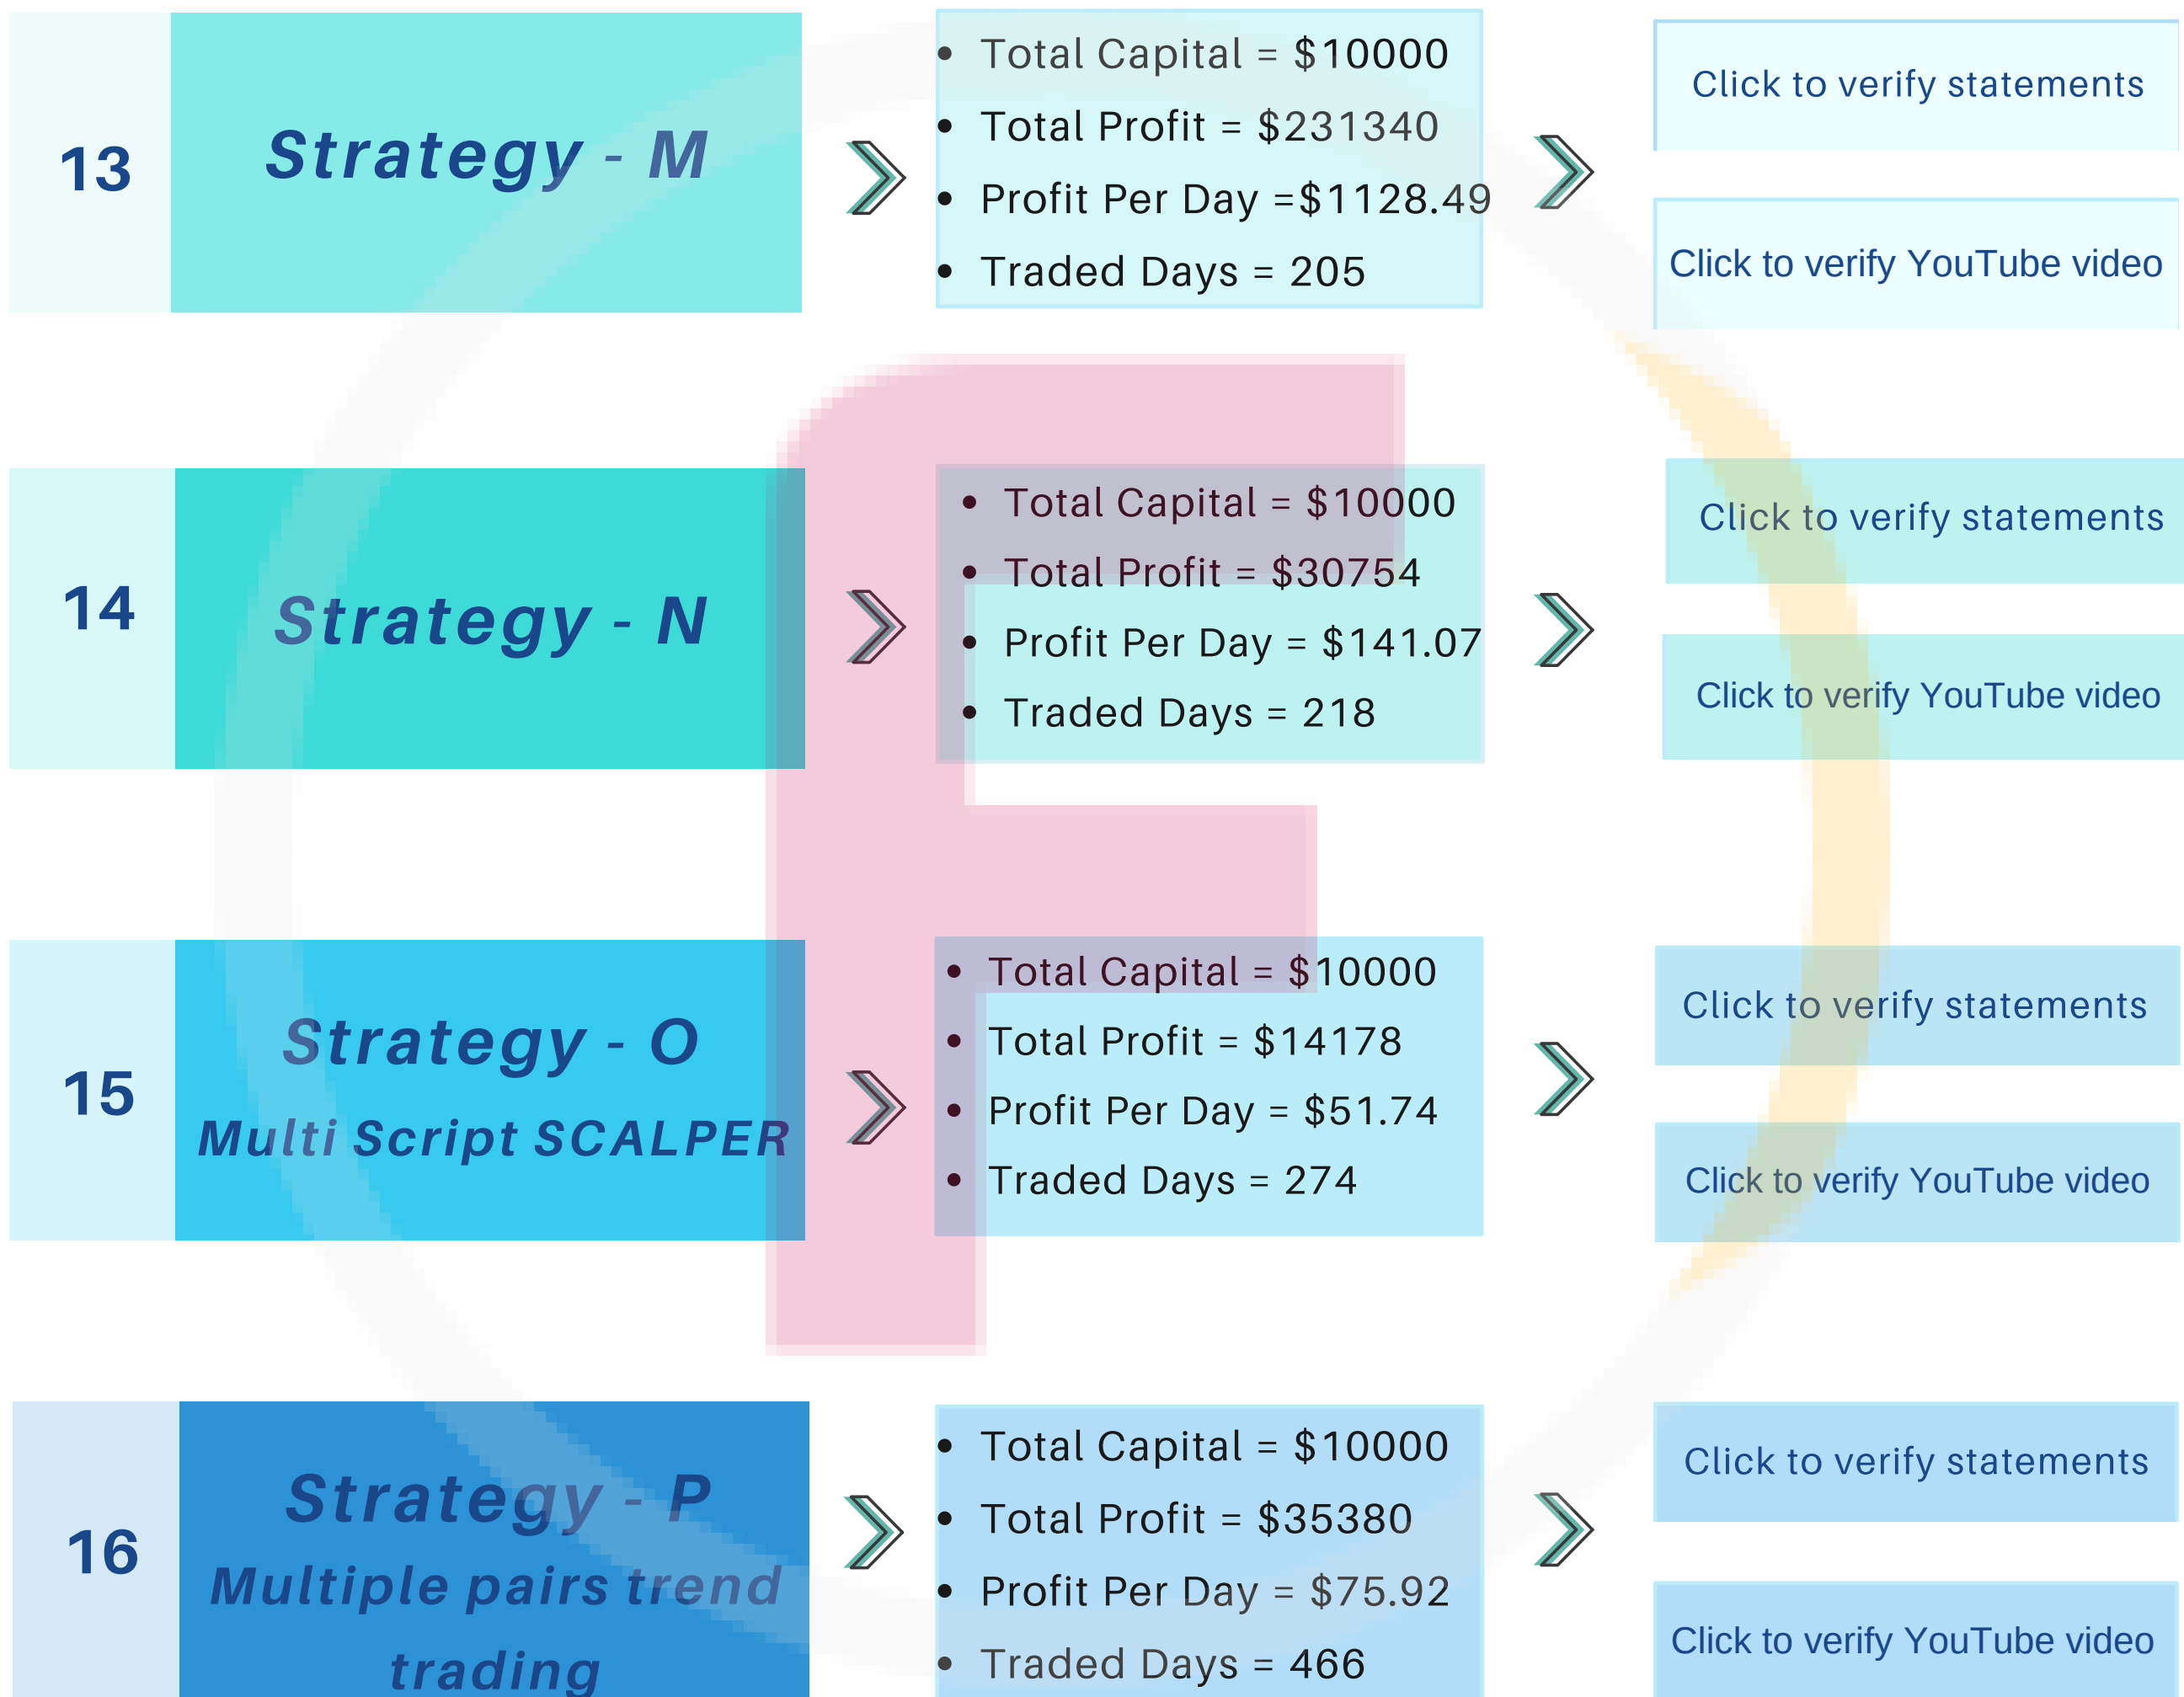 13
Strategy - M
• Total Capital = $10000
• Total Profit = $231340
• Profit Per Day =$1128.49
• Traded Days = 205
Click to verify statements
Click to verify YouTube video
14
Strategy - N
• Total Capital = $10000
• Total Profit = $30754
• Profit Per Day = $141.07
• Traded Days = 218
Click to verify statements
Click to verify YouTube video
15
Strategy - O
Multi Script SCALPER
• Total Capital = $10000
• Total Profit = $14178
• Profit Per Day = $51.74
• Traded Days = 274
Click to verify statements
Click to verify YouTube video
16
Strategy - P
Multiple pairs trend
trading
• Total Capital = $10000
• Total Profit = $35380
• Profit Per Day = $75.92
• Traded Days = 466
Click to verify statements
Click to verify YouTube video